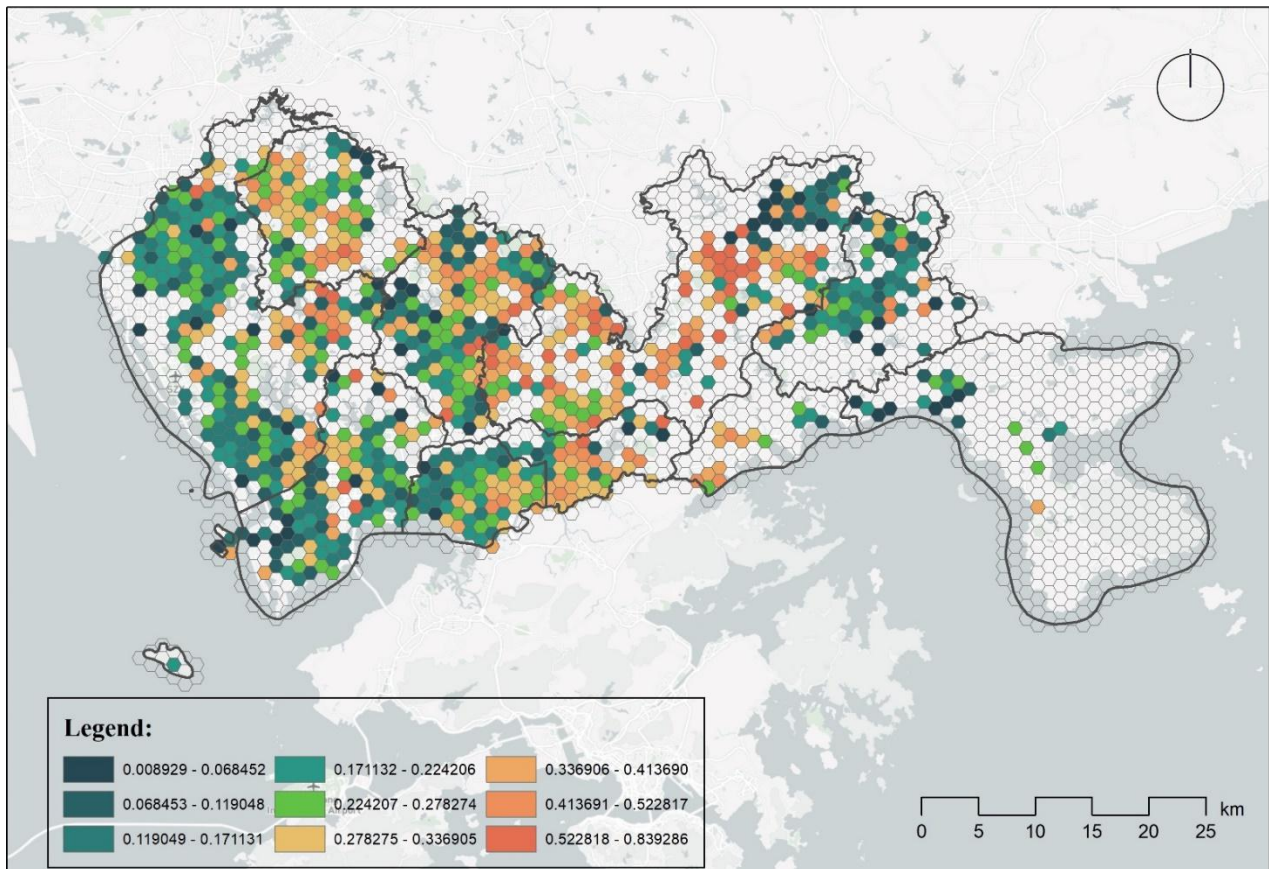 Legend:
0.008929 - 0.068452
0.171132 - 0.224206
0.336906 - 0.413690
0.068453 - 0.119048
0.224207 - 0.278274
0.413691 - 0.522817
0.119049 - 0.171131
0.278275 - 0.336905
0.522818 - 0.839286
Airport
km
0 5 10 15 20 25